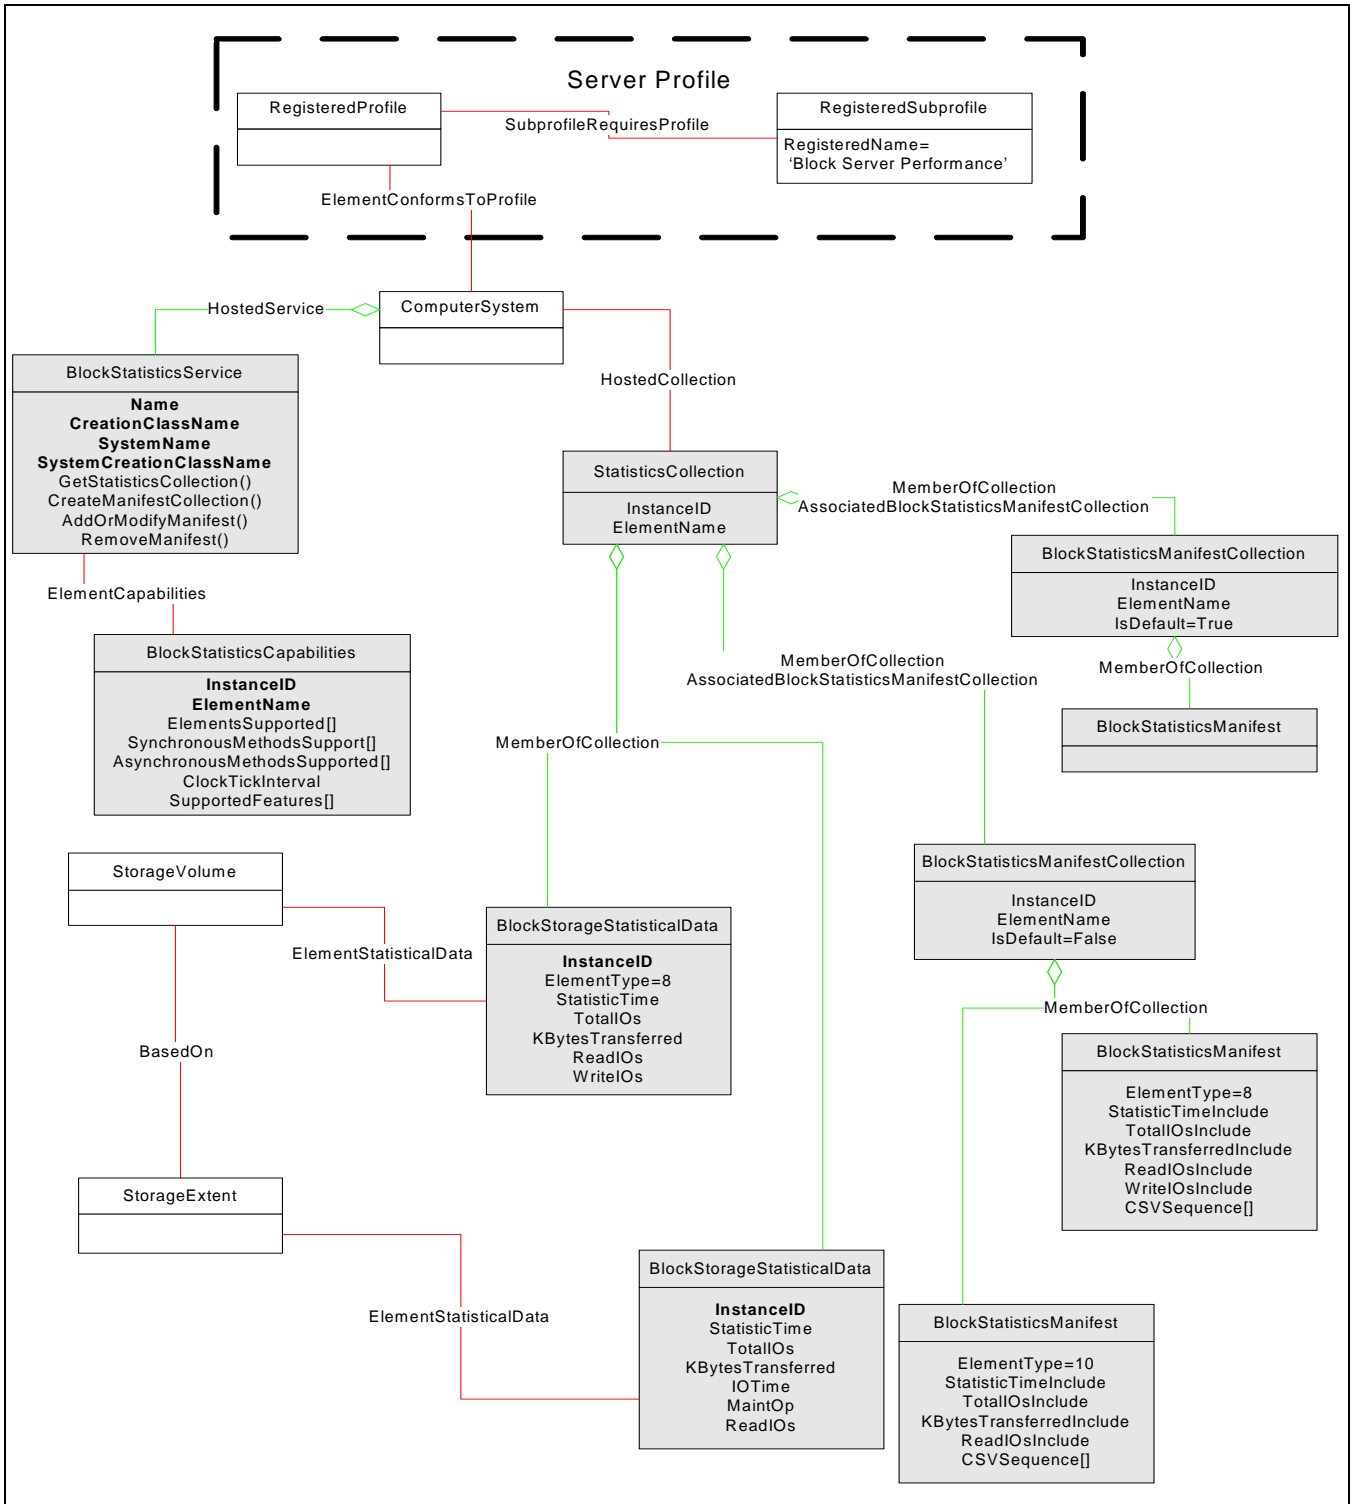 Server Profile
RegisteredProfile
RegisteredSubprofile
SubprofileRequiresProfile
RegisteredName=
'Block Server Performance'
ElementConformsToProfile
ComputerSystem
HostedService
HostedCollection
BlockStatisticsService
Name
CreationClassName
SystemName
SystemCreationClassName
GetStatisticsCollection()
CreateManifestCollection()
AddOrModifyManifest()
RemoveManifest()
StatisticsCollection
InstanceID
ElementName
MemberOfCollection
AssociatedBlockStatisticsManifestCollection
BlockStatisticsManifestCollection
InstanceID
ElementName
IsDefault=True
ElementCapabilities
BlockStatisticsCapabilities
InstanceID
ElementName
ElementsSupported[]
SynchronousMethodsSupport[]
AsynchronousMethodsSupported[]
ClockTickInterval
SupportedFeatures[]
MemberOfCollection
AssociatedBlockStatisticsManifestCollection
MemberOfCollection
BlockStatisticsManifest
MemberOfCollection
StorageVolume
BlockStatisticsManifestCollection
InstanceID
ElementName
IsDefault=False
ElementStatisticalData
BlockStorageStatisticalData
InstanceID
ElementType=8
StatisticTime
TotalIOs
KBytesTransferred
ReadIOs
WriteIOs
MemberOfCollection
BasedOn
BlockStatisticsManifest
ElementType=8
StatisticTimeInclude
TotalIOsInclude
KBytesTransferredInclude
ReadIOsInclude
WriteIOsInclude
CSVSequence[]
StorageExtent
ElementStatisticalData
BlockStorageStatisticalData
InstanceID
StatisticTime
TotalIOs
KBytesTransferred
IOTime
MaintOp
ReadIOs
BlockStatisticsManifest
ElementType=10
StatisticTimeInclude
TotalIOsInclude
KBytesTransferredInclude
ReadIOsInclude
CSVSequence[]